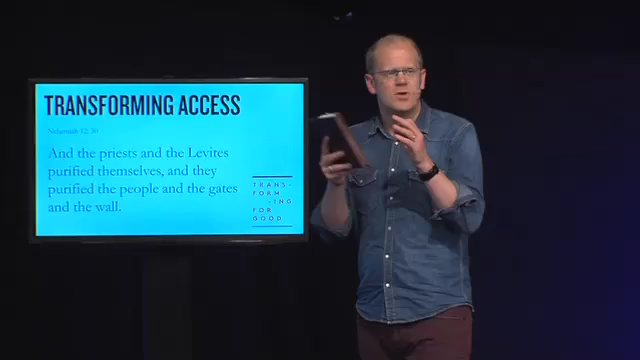 TRANSFORMING ACCESS
Nehemiah 12: 30
And the priests and the Levites
purified themselves, and they
purified the people and the gates
and the wall.
TRANS-
FORM
-ING
FOR
GOOD